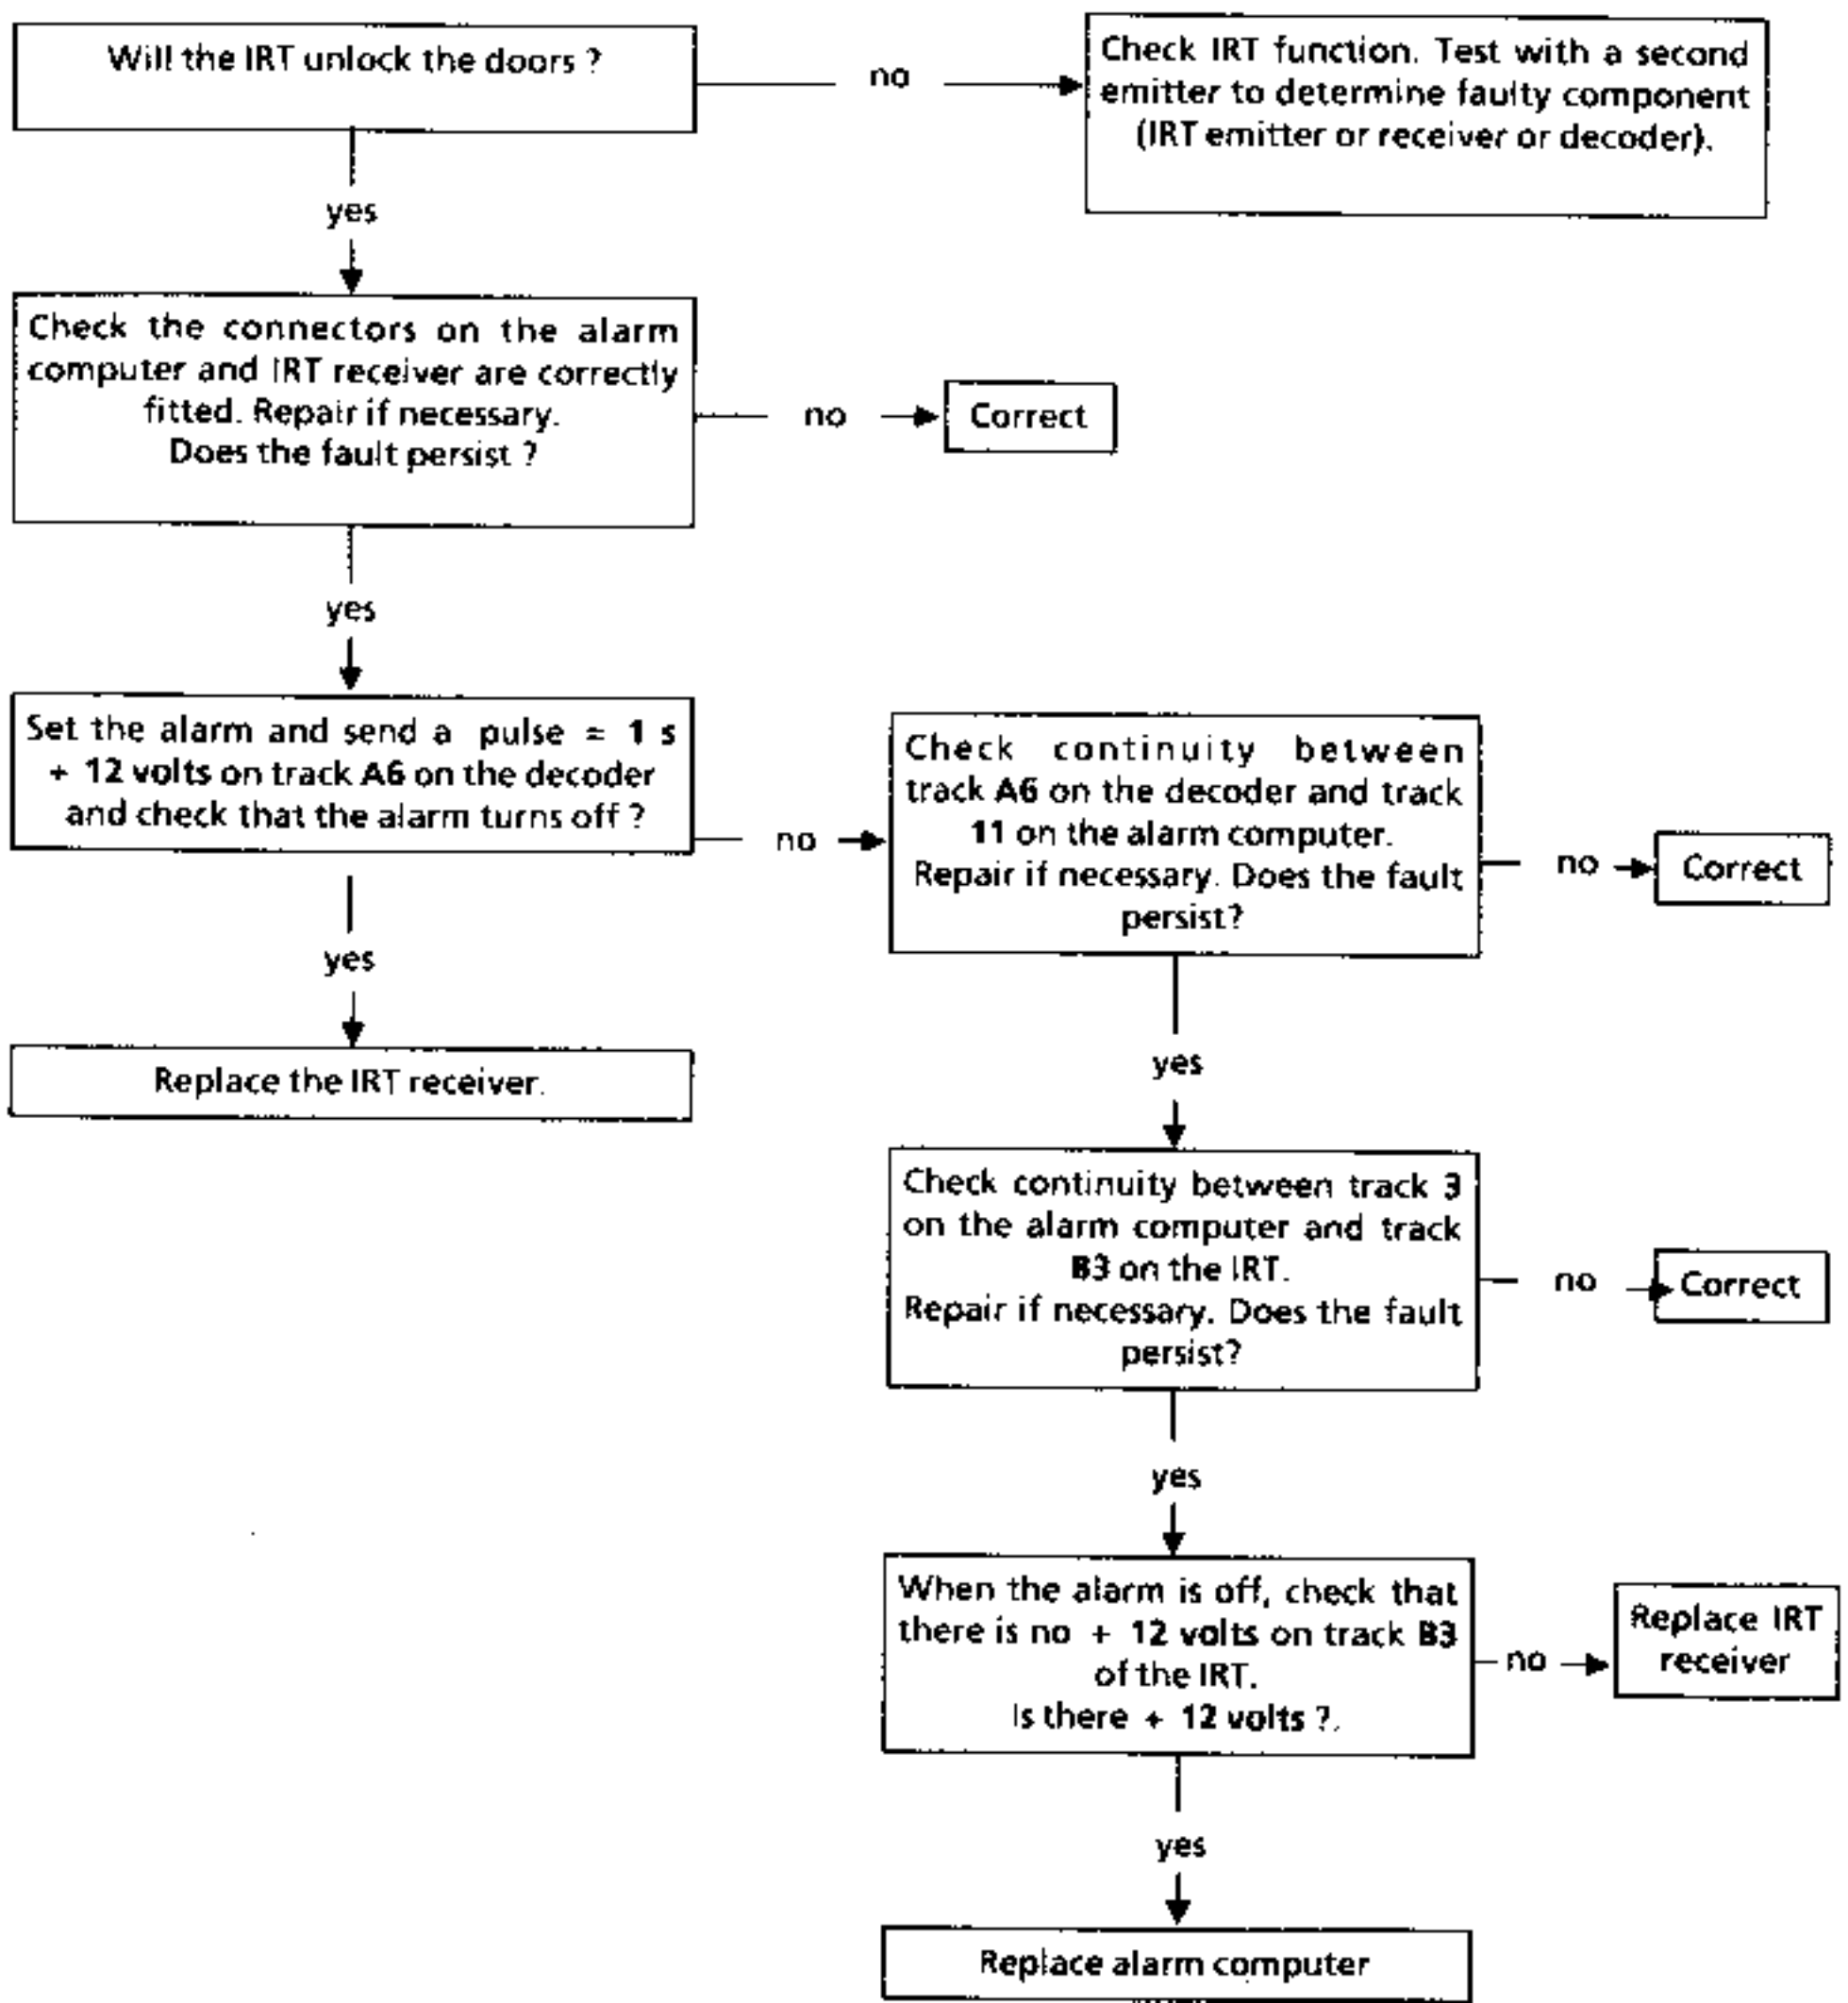 Will the IRT unlock the doors ?
no
Check IRT function. Test with a second
emitter to determine faulty component
(IRT emitter or receiver or decoder).
yes
Check the connectors on the alarm
computer and IRT receiver are correctly
fitted. Repair if necessary.
Does the fault persist ?
no
Correct
yes
Set the alarm and send a pulse = 1 s
+ 12 volts on track A6 on the decoder
and check that the alarm turns off ?
no
Check continuity between
track A6 on the decoder and track
11 on the alarm computer.
Repair if necessary. Does the fault
persist?
no
Correct
yes
Replace the IRT receiver.
yes
Check continuity between track 3
on the alarm computer and track
B3 on the IRT.
Repair if necessary. Does the fault
persist?
no
Correct
yes
When the alarm is off, check that
there is no + 12 volts on track B3
of the IRT.
Is there + 12 volts ?.
no
Replace IRT
receiver
yes
Replace alarm computer